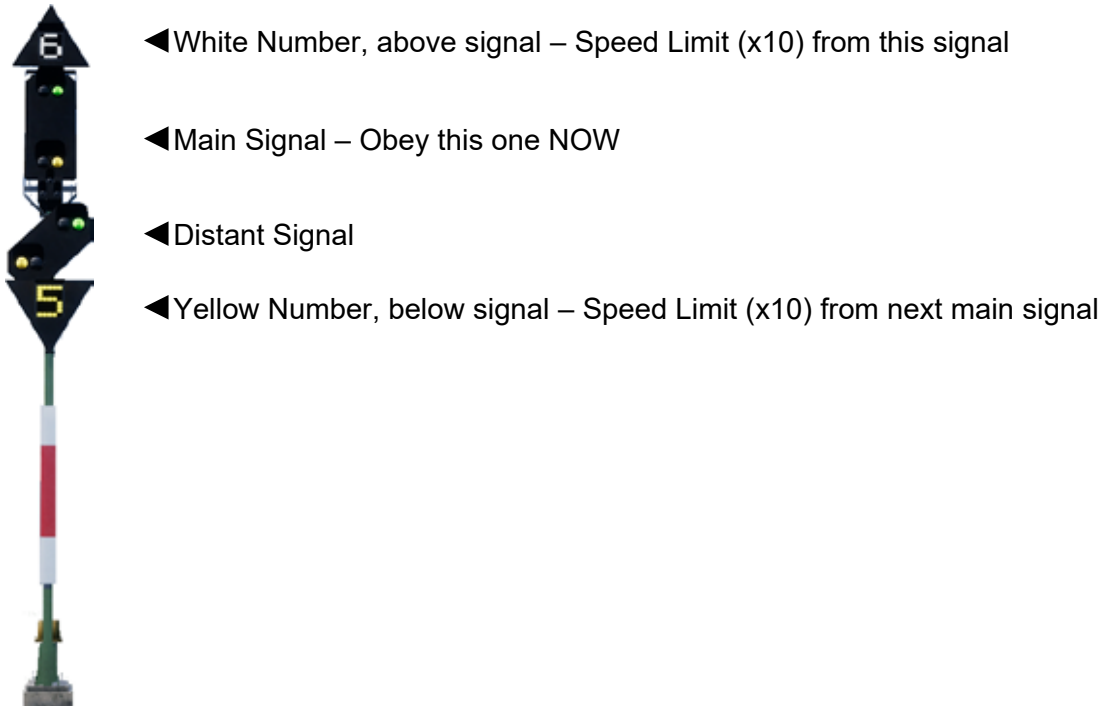 6
◄White Number, above signal – Speed Limit (x10) from this signal
◄Main Signal – Obey this one NOW
◄Distant Signal
5
◄Yellow Number, below signal – Speed Limit (x10) from next main signal